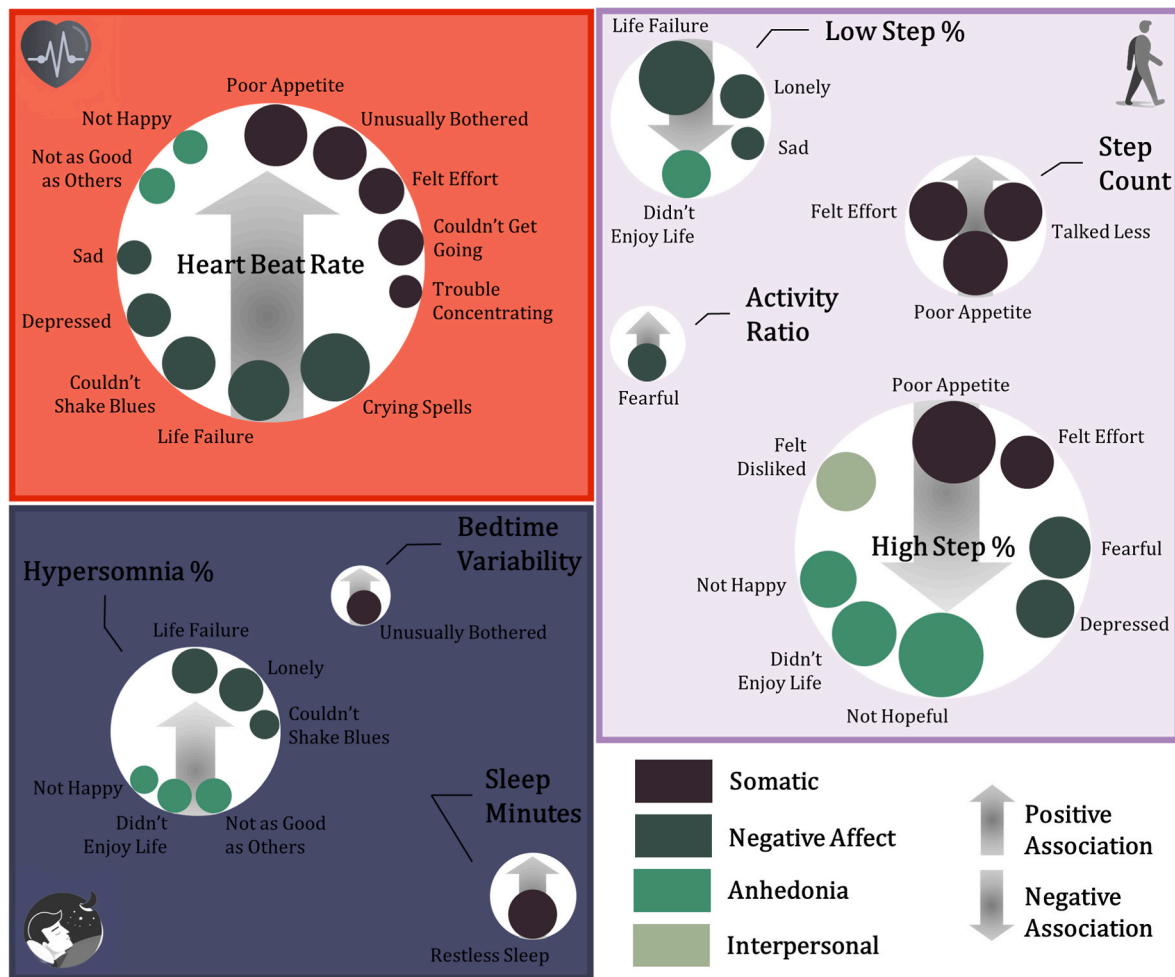 Poor Appetite
Not Happy
Unusually Bothered
Not as Good
as Others
Felt Effort
Couldn't Get
Going
Sad
Heart Beat Rate
Trouble
Concentrating
Depressed
Couldn't
Shake Blues
Crying Spells
Life Failure
Life Failure
Low Step %
Lonely
Sad
Didn't
Enjoy Life
Step
Count
Felt Effort
Talked Less
Poor Appetite
Activity
Ratio
Fearful
Poor Appetite
Felt
Disliked
Felt Effort
High Step %
Fearful
Not Happy
Depressed
Didn't
Enjoy Life
Not Hopeful
Bedtime
Variability
Hypersomnia %
Unusually Bothered
Life Failure
Lonely
Couldn't
Shake Blues
Not Happy
Didn't
Enjoy Life
Not as Good
as Others
Sleep
Minutes
Restless Sleep
Somatic
Negative Affect
Anhedonia
Interpersonal
Positive
Association
Negative
Association